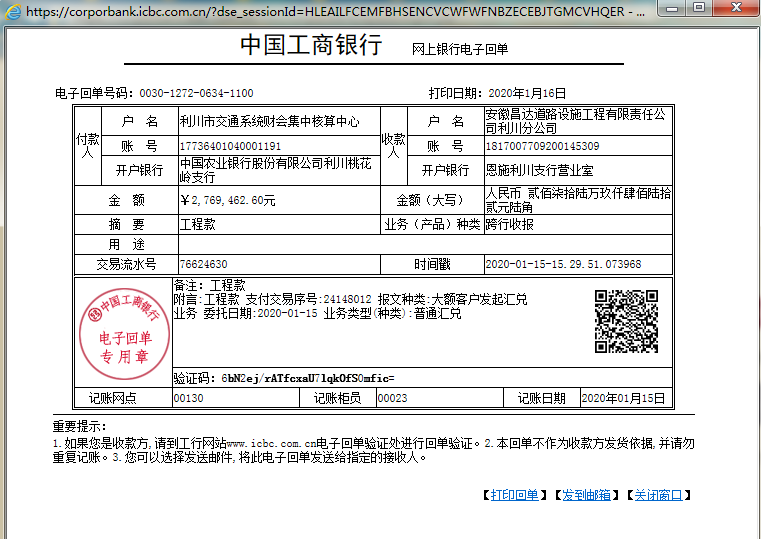 https://corporbank.icbc.com.cn/?dse_sessionId=HLEAILFCEMFBHSENCVCWFWFNBZECEBJTGMCVHQER - ...
中国工商银行 网上银行电子回单
电子回单号码：0030-1272-0634-1100 打印日期：2020年1月16日
付款人 户 名 利川市交通系统财会集中核算中心 收款人 户 名 安徽昌达道路设施工程有限责任公司利川分公司
账 号 17736401040001191 账 号 1817007709200145309
开户银行 中国农业银行股份有限公司利川桃花岭支行 开户银行 恩施利川支行营业室
金 额 ￥2,769,462.60元 金额（大写） 人民币 贰佰柒拾陆万玖仟肆佰陆拾贰元陆角
摘 要 工程款 业务（产品）种类 跨行收报
用 途
交易流水号 76624630 时间戳 2020-01-15-15.29.51.073968
中国工商银行
电子回单
专用章
备注：工程款
附言:工程款 支付交易序号:24148012 报文种类:大额客户发起汇兑
业务 委托日期:2020-01-15 业务类型(种类):普通汇兑
验证码：6bN2ej/rATfcxaU7lqkOfS0mfic=
记账网点 00130 记账柜员 00023 记账日期 2020年01月15日
重要提示：
1.如果您是收款方,请到工行网站www.icbc.com.cn电子回单验证处进行回单验证。2.本回单不作为收款方发货依据,并请勿
重复记账。3.您可以选择发送邮件,将此电子回单发送给指定的接收人。
【打印回单】【发到邮箱】【关闭窗口】